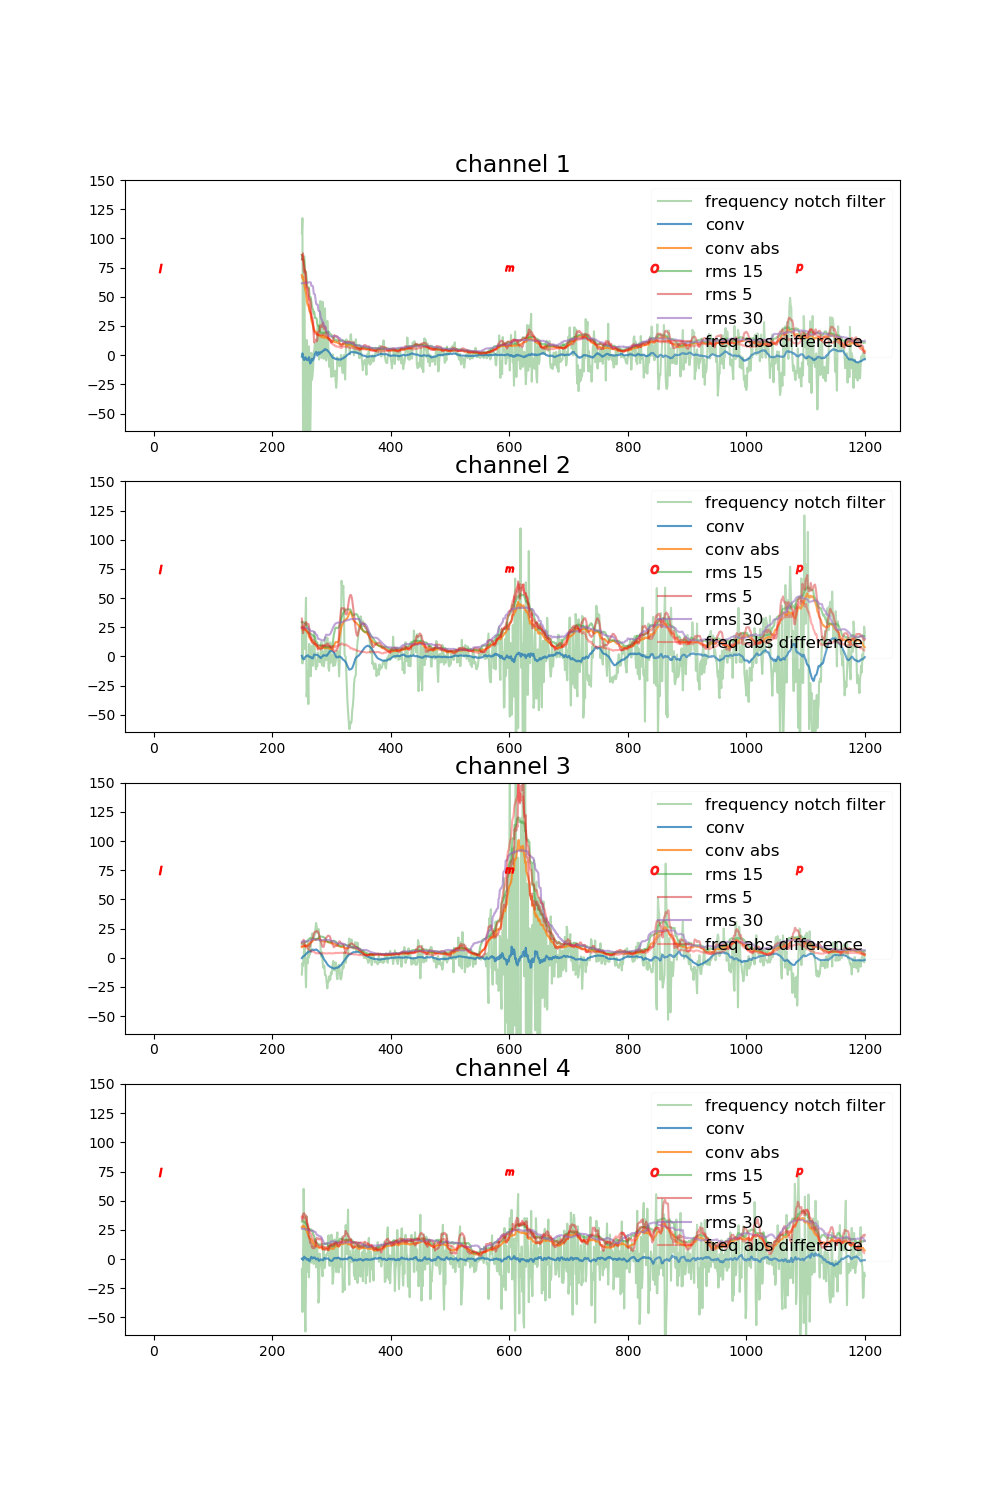 channel 1
150
125
100
75
50
25
0
−25
−50
l m o p
frequency notch filter
conv
conv abs
rms 15
rms 5
rms 30
freq abs difference
0 200 400 600 800 1000 1200
channel 2
150
125
100
75
50
25
0
−25
−50
l m o p
frequency notch filter
conv
conv abs
rms 15
rms 5
rms 30
freq abs difference
0 200 400 600 800 1000 1200
channel 3
150
125
100
75
50
25
0
−25
−50
l m o p
frequency notch filter
conv
conv abs
rms 15
rms 5
rms 30
freq abs difference
0 200 400 600 800 1000 1200
channel 4
150
125
100
75
50
25
0
−25
−50
l m o p
frequency notch filter
conv
conv abs
rms 15
rms 5
rms 30
freq abs difference
0 200 400 600 800 1000 1200